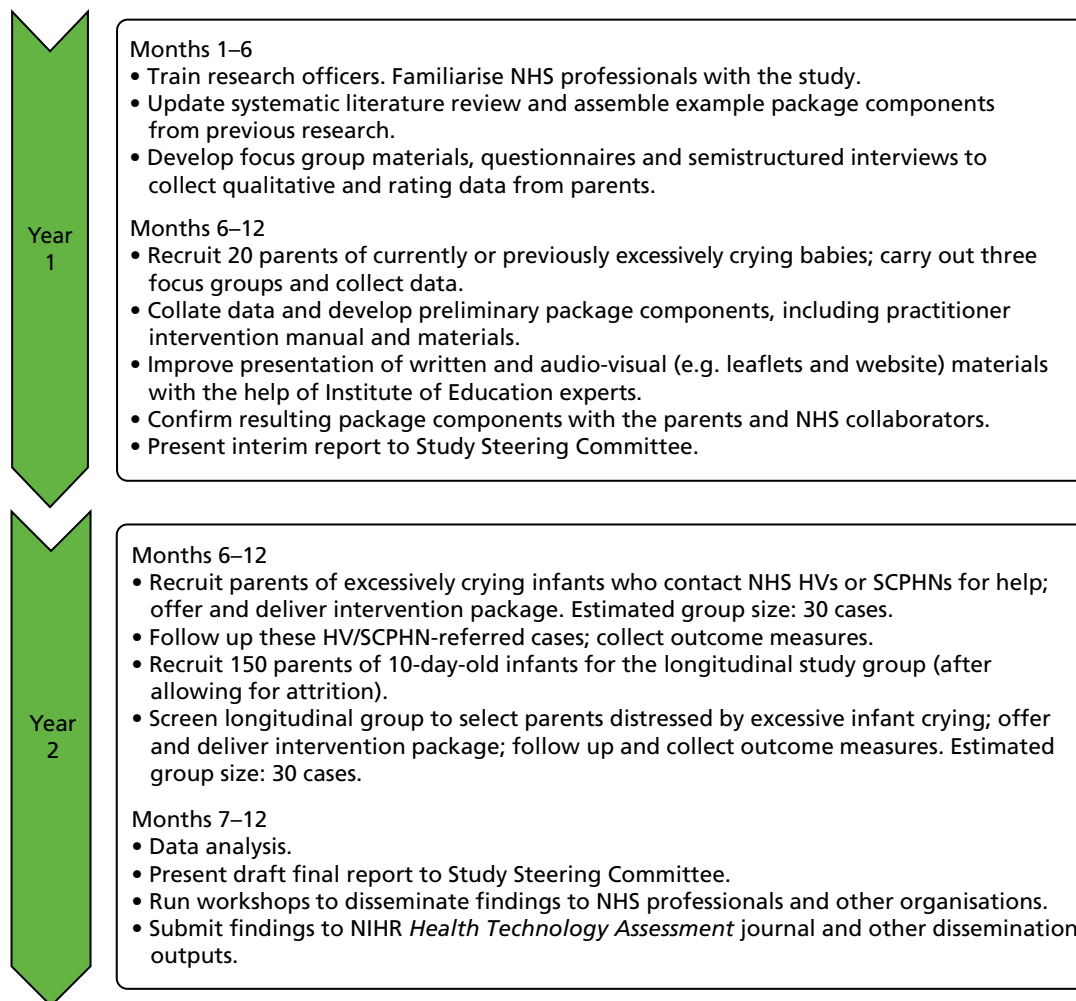 Year
1
Months 1–6
• Train research officers. Familiarise NHS professionals with the study.
• Update systematic literature review and assemble example package components
from previous research.
• Develop focus group materials, questionnaires and semistructured interviews to
collect qualitative and rating data from parents.
Months 6–12
• Recruit 20 parents of currently or previously excessively crying babies; carry out three
focus groups and collect data.
• Collate data and develop preliminary package components, including practitioner
intervention manual and materials.
• Improve presentation of written and audio-visual (e.g. leaflets and website) materials
with the help of Institute of Education experts.
• Confirm resulting package components with the parents and NHS collaborators.
• Present interim report to Study Steering Committee.
Year
2
Months 6–12
• Recruit parents of excessively crying infants who contact NHS HVs or SCPHNs for help;
offer and deliver intervention package. Estimated group size: 30 cases.
• Follow up these HV/SCPHN-referred cases; collect outcome measures.
• Recruit 150 parents of 10-day-old infants for the longitudinal study group (after
allowing for attrition).
• Screen longitudinal group to select parents distressed by excessive infant crying; offer
and deliver intervention package; follow up and collect outcome measures. Estimated
group size: 30 cases.
Months 7–12
• Data analysis.
• Present draft final report to Study Steering Committee.
• Run workshops to disseminate findings to NHS professionals and other organisations.
• Submit findings to NIHR Health Technology Assessment journal and other dissemination
outputs.